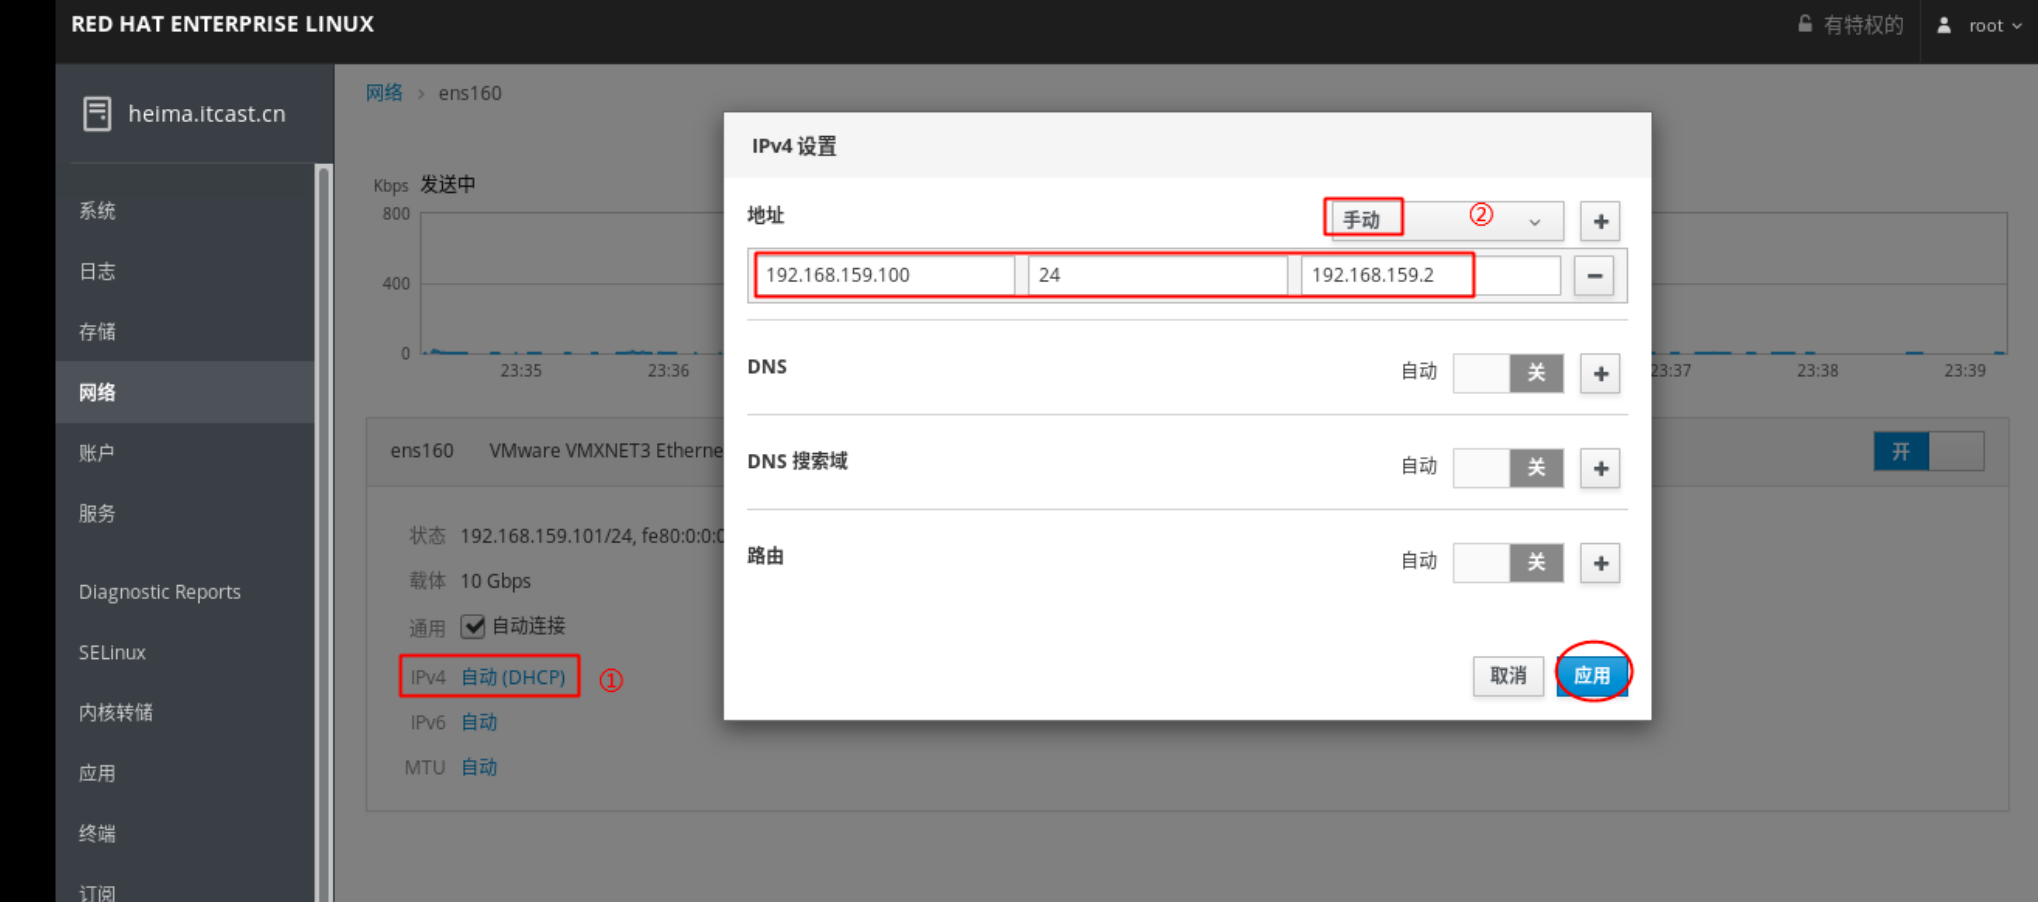 RED HAT ENTERPRISE LINUX
有特权的
root
heima.itcast.cn
系统
日志
存储
网络
账户
服务
Diagnostic Reports
SELinux
内核转储
应用
终端
订阅
网络 > ens160
Kbps 发送中
800
400
0
23:35 23:36 23:37 23:38 23:39
ens160 VMware VMXNET3 Etherne
开
状态 192.168.159.101/24, fe80:0:0:0
载体 10 Gbps
通用 自动连接
IPv4 自动 (DHCP) ①
IPv6 自动
MTU 自动
IPv4 设置
地址 手动 ② +
192.168.159.100 24 192.168.159.2 −
DNS 自动 关 +
DNS 搜索域 自动 关 +
路由 自动 关 +
取消 应用